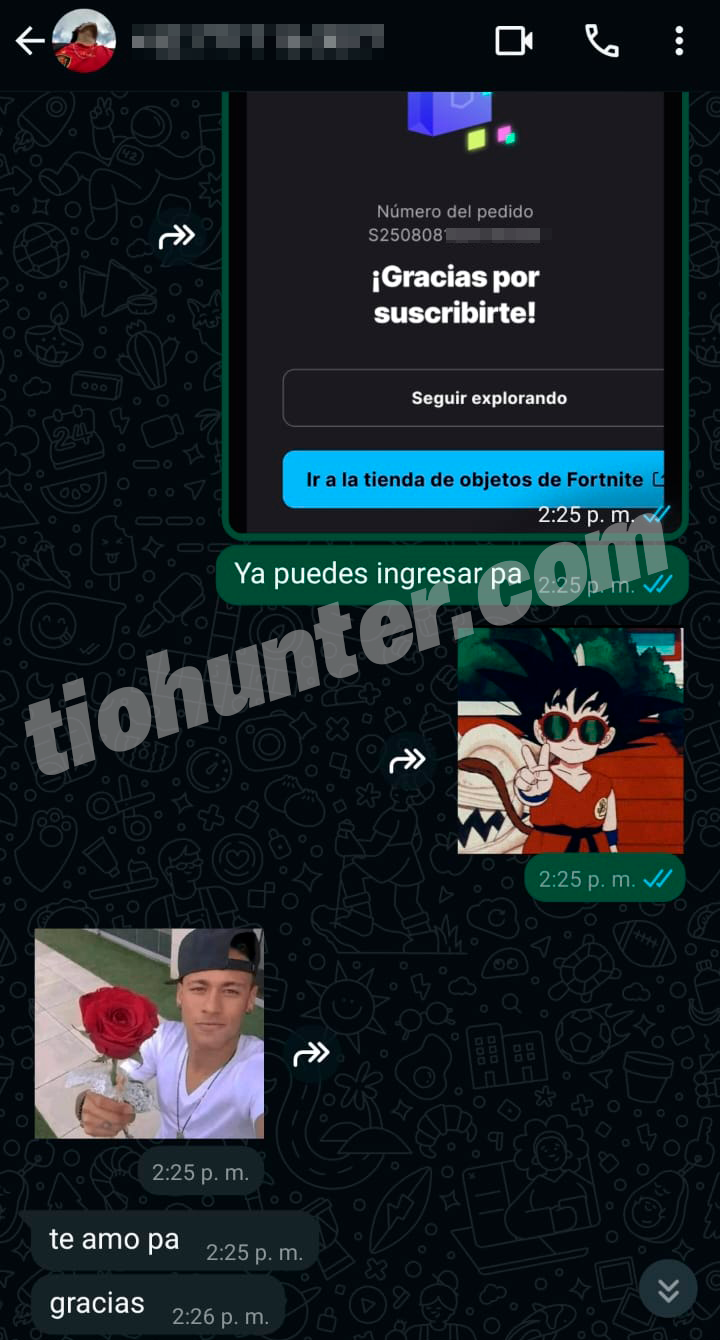 Número del pedido
S250808
¡Gracias por
suscribirte!
Seguir explorando
Ir a la tienda de objetos de Fortnite
2:25 p. m.
Ya puedes ingresar pa 2:25 p. m.
tiohunter.com
2:25 p. m.
2:25 p. m.
te amo pa 2:25 p. m.
gracias 2:26 p. m.